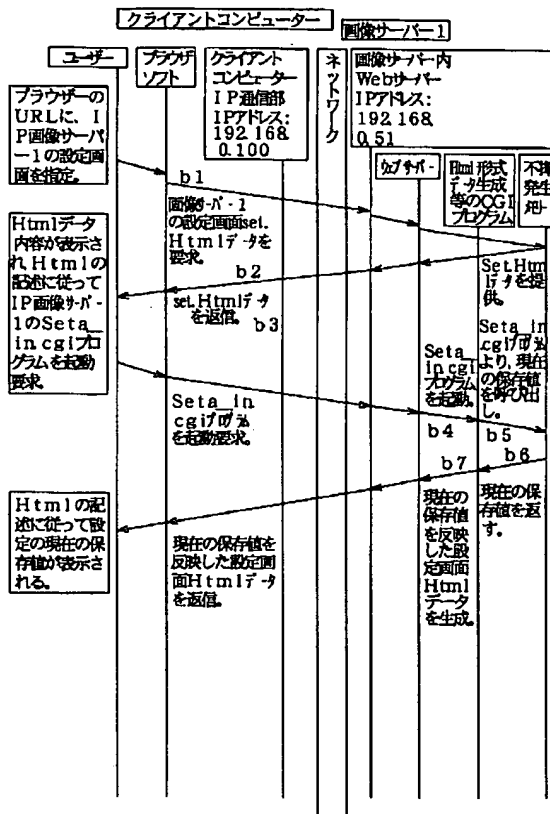 クライアントコンピューター
画像サーバー1
ユーザー
ブラウザ
ソフト
クライアント
コンピューター
IP通信部
IPアドレス:
192.168.
0.100
ネットワーク
画像サーバー内
Webサーバー
IPアドレス:
192.168.
0.51
ウェブサーバー
Html形式
データ生成
等のCGI
プログラム
不揮
発生
メモリ
ブラウザーの
URLに、I
P画像サーバ
ー1の設定画
面を指定。
b1
画像サーバー1
の設定画面set.
Htmlデータを
要求。
Htmlデータ
内容が表示さ
れ、Htmlの
記述に従って
IP画像サーバー
1のSeta_
in.cgiプロ
グラムを起動
要求。
b2
set.Htmlデータ
を返信。
b3
Set.Htm
lデータを提
供。
Seta_in.
cgiプログラム
を起動要求。
Seta_
in.cgi
プログラム
を起動。
b4
Seta_in.
cgiプログラム
より、現在
の保存値
を呼び出
し。
b5
b6
b7
Htmlの記
述に従って設
定の現在の保
存値が表示さ
れる。
現在の保存値を
反映した設定画
面Htmlデータ
を返信。
現在の
保存値
を反映
した設
定画面
Html
データ
を生成。
現在の保
存値を返
す。